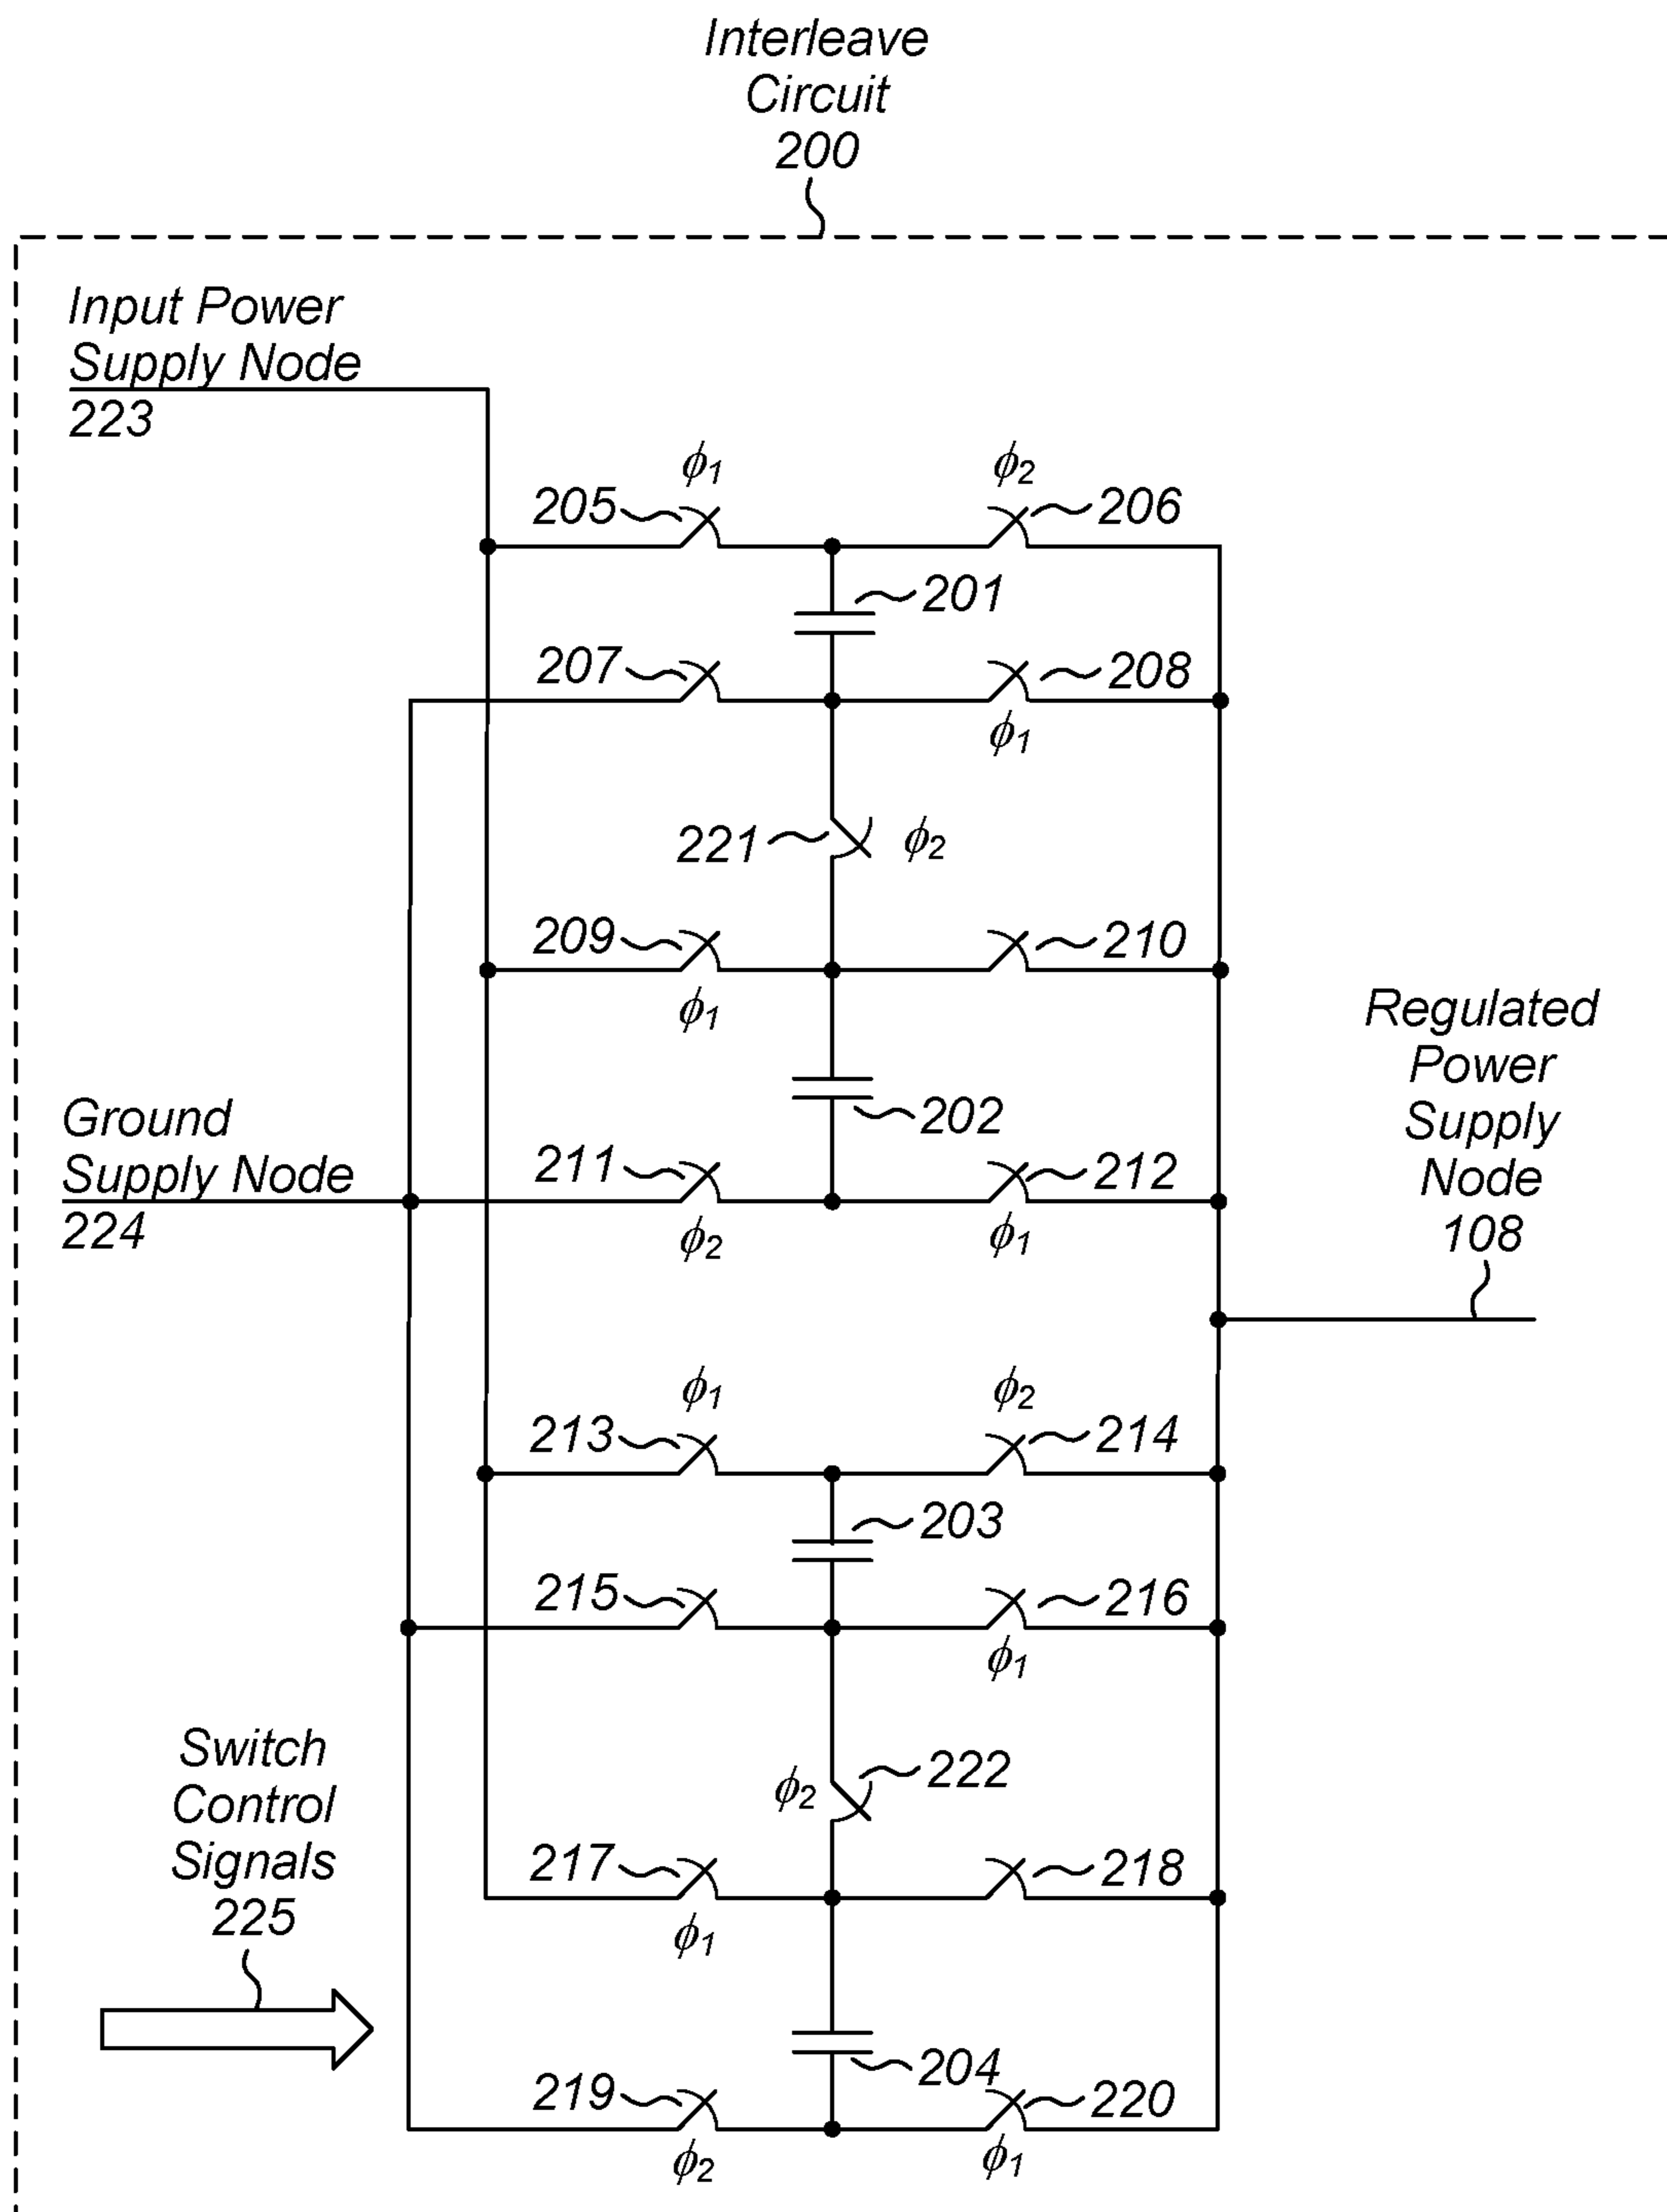 Interleave
Circuit
200
Input Power
Supply Node
223
ϕ1
ϕ2
205
206
201
207
208
ϕ1
221
ϕ2
209
210
ϕ1
202
Ground
Supply Node
224
211
212
ϕ2
ϕ1
Regulated
Power
Supply
Node
108
ϕ1
ϕ2
213
214
203
215
216
ϕ1
222
ϕ2
217
218
ϕ1
Switch
Control
Signals
225
204
219
220
ϕ2
ϕ1